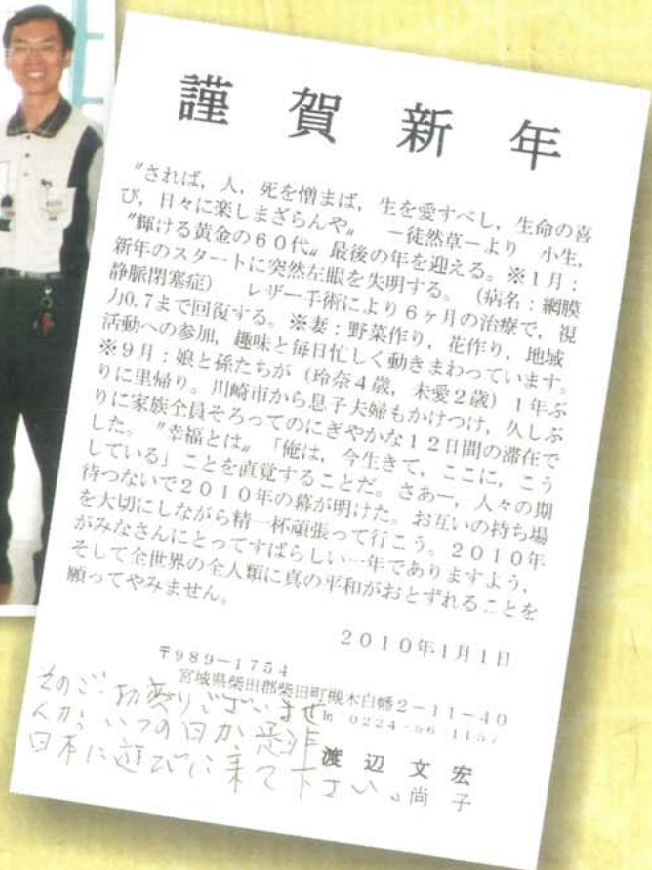 謹賀新年
〝されば，人，死を憎まば，生を愛すべし，生命の喜
び，日々に楽しまざらんや〟 －徒然草－より　小生，
〝輝ける黄金の６０代〟最後の年を迎える。※１月：
新年のスタートに突然左眼を失明する。（病名：網膜
静脈閉塞症）　レザー手術により６ヶ月の治療で，視
力0.7まで回復する。※妻：野菜作り，花作り，地域
活動への参加，趣味と毎日忙しく動きまわっています。
※９月：娘と孫たちが（玲奈４歳，未愛２歳）１年ぶ
りに里帰り。川崎市から息子夫婦もかけつけ，久しぶ
りに家族全員そろってのにぎやかな１２日間の滞在で
した。〝幸福とは〟「俺は，今生きて，ここに，こう
している」ことを直覚することだ。さあー，人々の期
待つないで２０１０年の幕が明けた。お互いの持ち場
を大切にしながら精一杯頑張って行こう。２０１０年
がみなさんにとってすばらしい一年でありますよう，
そして全世界の全人類に真の平和がおとずれることを
願ってやみません。
２０１０年１月１日
〒９８９－１７５４
宮城県柴田郡柴田町槻木白幡２－１１－４０
℡ 0224-56
渡辺文宏
尚子
そのご お変りございませ
んか。いつの日か是非
日本に遊びに来て下さい。